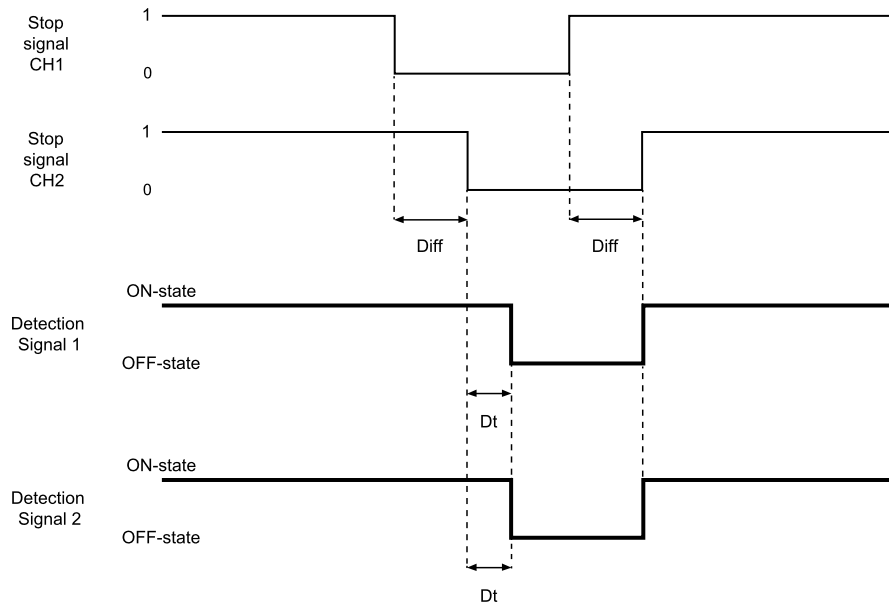 Stop
signal
CH1
1
0
Stop
signal
CH2
1
0
Diff
Diff
Detection
Signal 1
ON-state
OFF-state
Dt
Detection
Signal 2
ON-state
OFF-state
Dt